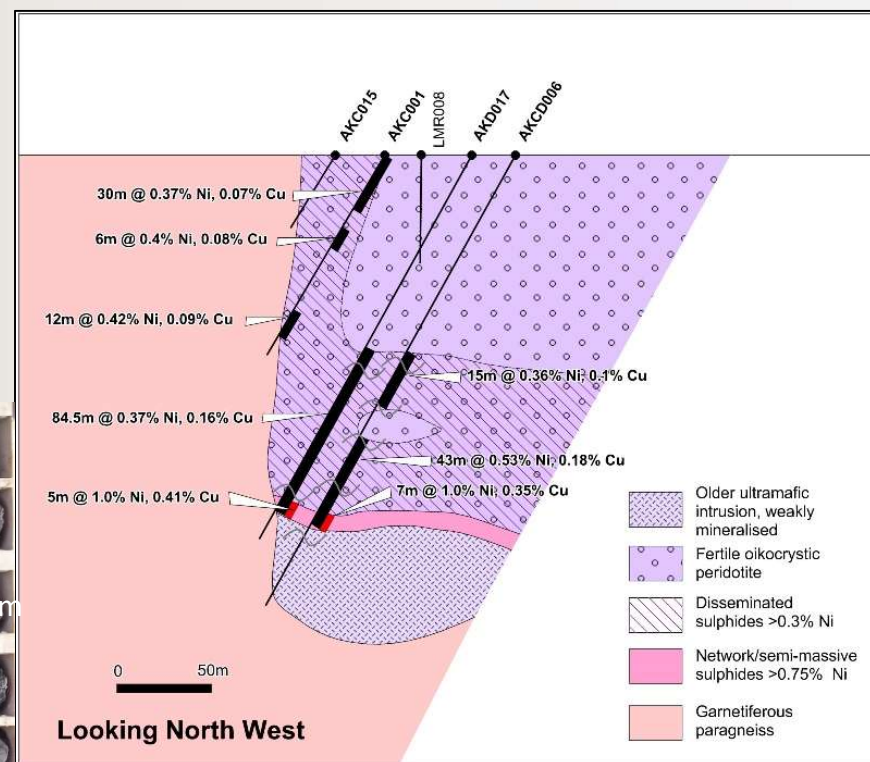 AKC015
AKC001
LMR008
AKD017
AKCD006
30m @ 0.37% Ni, 0.07% Cu
6m @ 0.4% Ni, 0.08% Cu
12m @ 0.42% Ni, 0.09% Cu
15m @ 0.36% Ni, 0.1% Cu
84.5m @ 0.37% Ni, 0.16% Cu
43m @ 0.53% Ni, 0.18% Cu
5m @ 1.0% Ni, 0.41% Cu
7m @ 1.0% Ni, 0.35% Cu
Older ultramafic
intrusion, weakly
mineralised
Fertile oikocrystic
peridotite
Disseminated
sulphides >0.3% Ni
Network/semi-massive
sulphides >0.75% Ni
Garnetiferous
paragneiss
m
0 50m
Looking North West